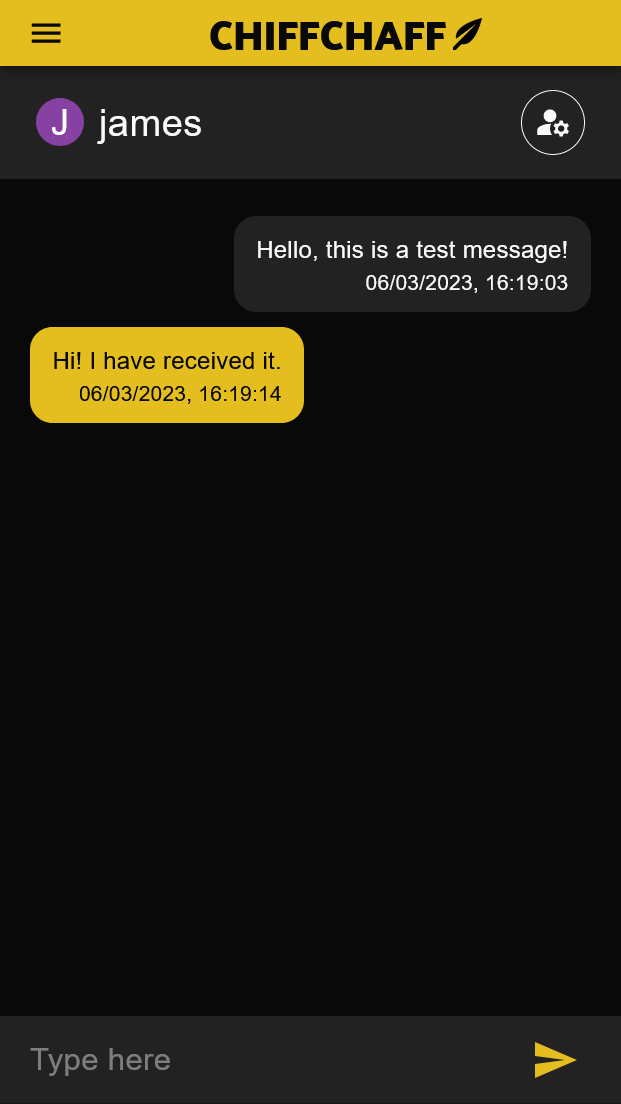 CHIFFCHAFF
J james
Hello, this is a test message!
06/03/2023, 16:19:03
Hi! I have received it.
06/03/2023, 16:19:14
Type here